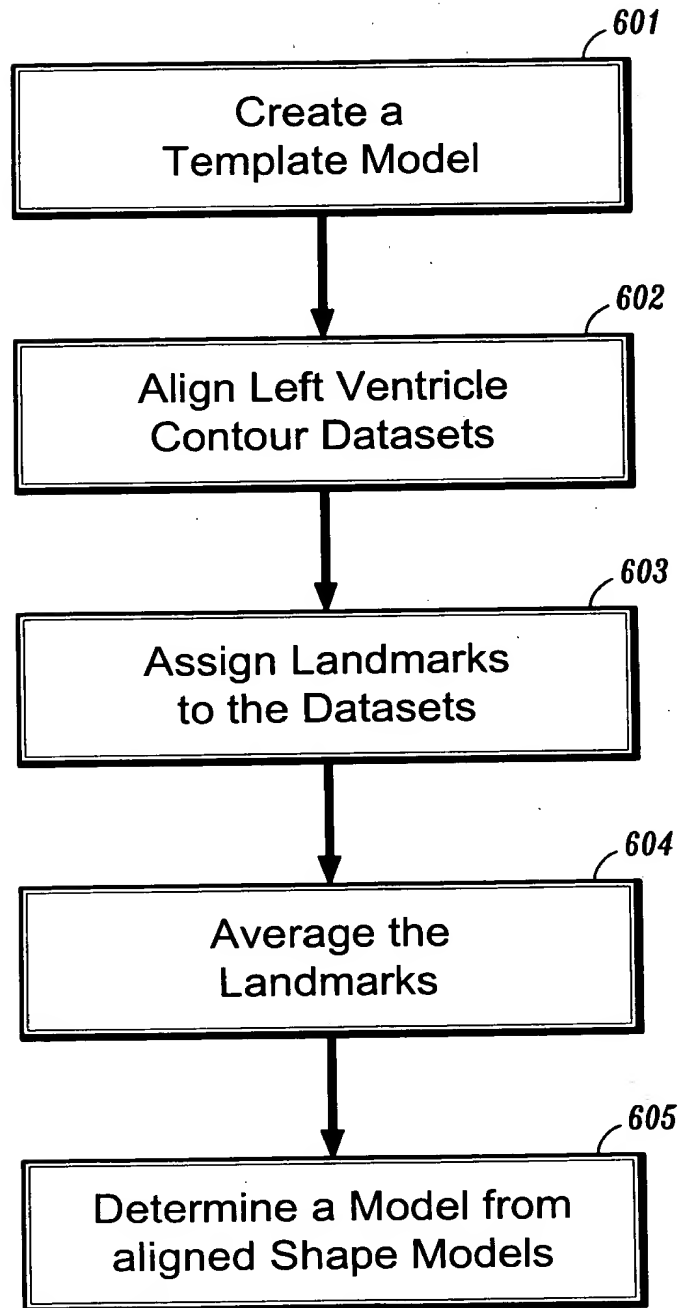 601
Create a
Template Model
602
Align Left Ventricle
Contour Datasets
603
Assign Landmarks
to the Datasets
604
Average the
Landmarks
605
Determine a Model from
aligned Shape Models